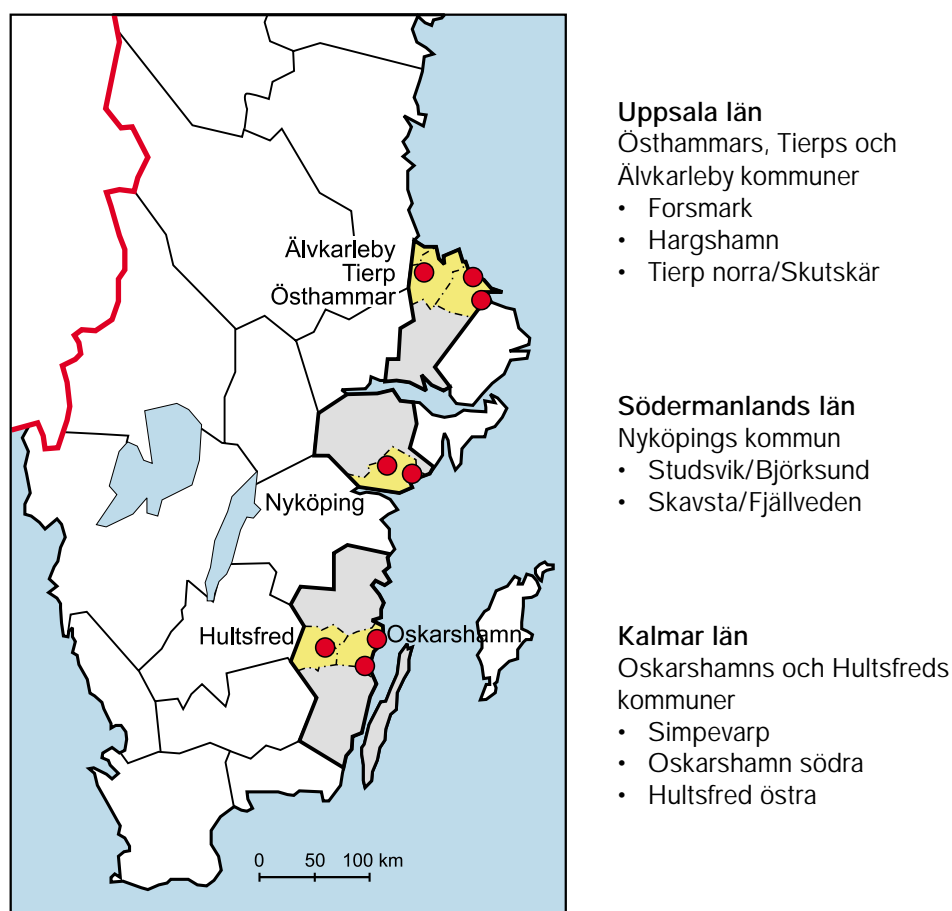 Älvkarleby
Tierp
Östhammar
Nyköping
Hultsfred
Oskarshamn
0 50 100 km
Uppsala län
Östhammars, Tierps och
Älvkarleby kommuner
• Forsmark
• Hargshamn
• Tierp norra/Skutskär
Södermanlands län
Nyköpings kommun
• Studsvik/Björksund
• Skavsta/Fjällveden
Kalmar län
Oskarshamns och Hultsfreds
kommuner
• Simpevarp
• Oskarshamn södra
• Hultsfred östra